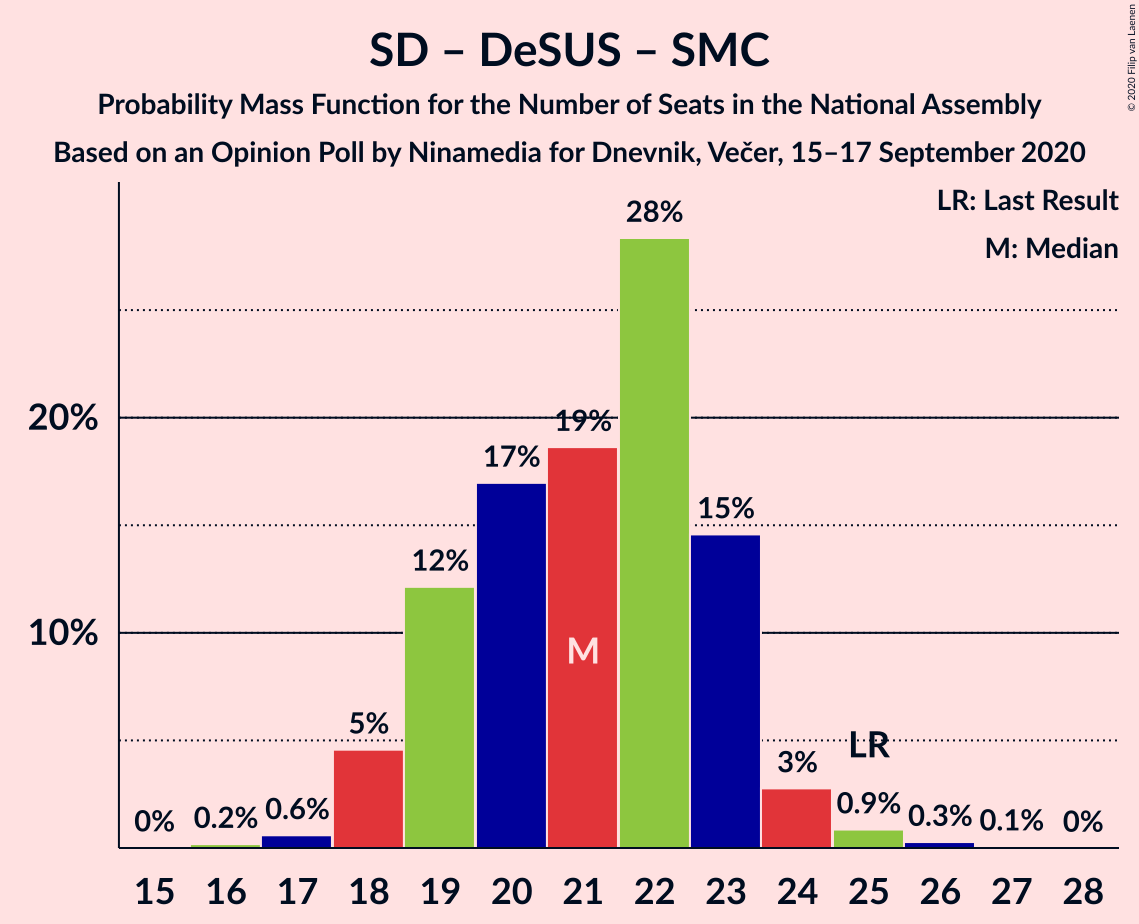 SD – DeSUS – SMC
Probability Mass Function for the Number of Seats in the National Assembly
Based on an Opinion Poll by Ninamedia for Dnevnik, Večer, 15–17 September 2020
© 2020 Filip van Laenen
LR: Last Result
M: Median
28%
20%
19%
17%
15%
12%
10%
M
5%
LR
3%
0.9%
0.6%
0.3%
0.2%
0.1%
0%
0%
15 16 17 18 19 20 21 22 23 24 25 26 27 28